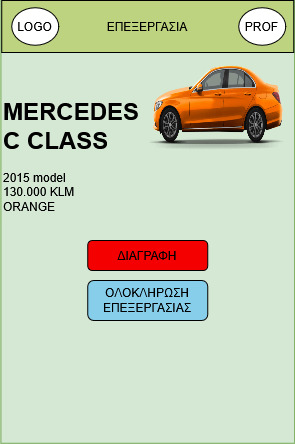 LOGO
ΕΠΕΞΕΡΓΑΣΙΑ
PROF
MERCEDES
C CLASS
2015 model
130.000 KLM
ORANGE
ΔΙΑΓΡΑΦΗ
ΟΛΟΚΛΗΡΩΣΗ
ΕΠΕΞΕΡΓΑΣΙΑΣ